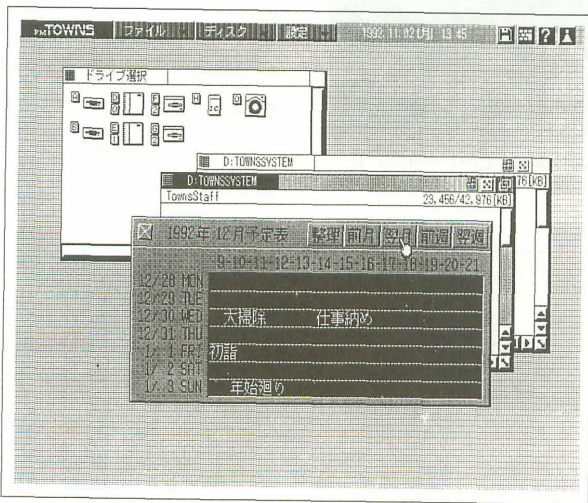 FMTOWNS ファイル ディスク 設定 1992.11.02(月) 13:45
ドライブ選択
IC
D:TOWNSSYSTEM
D:TOWNSSYSTEM 76[KB]
TownsStaff 23,456/42,976[KB]
1992年 12月予定表 整理 前月 翌月 前週 翌週
9-10-11-12-13-14-15-16-17-18-19-20-21
12/28 MON
12/29 TUE
12/30 WED 大掃除 仕事納め
12/31 THU
1/ 1 FRI 初詣
1/ 2 SAT
1/ 3 SUN 年始廻り